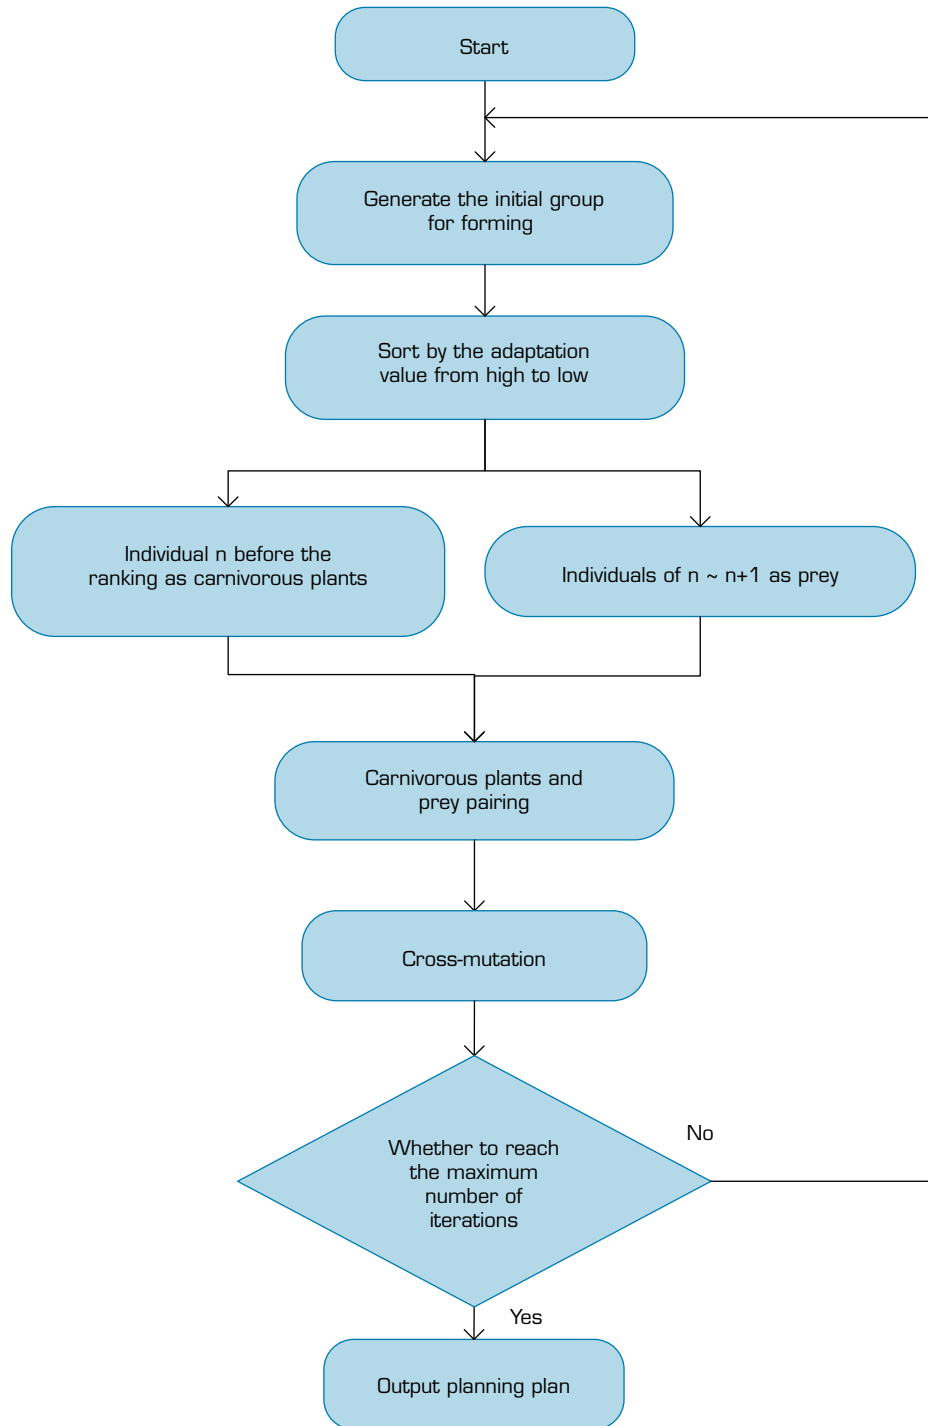 Start
Generate the initial group
for forming
Sort by the adaptation
value from high to low
Individual n before the
ranking as carnivorous plants
Individuals of n ~ n+1 as prey
Carnivorous plants and
prey pairing
Cross-mutation
Whether to reach
the maximum
number of
iterations
No
Yes
Output planning plan